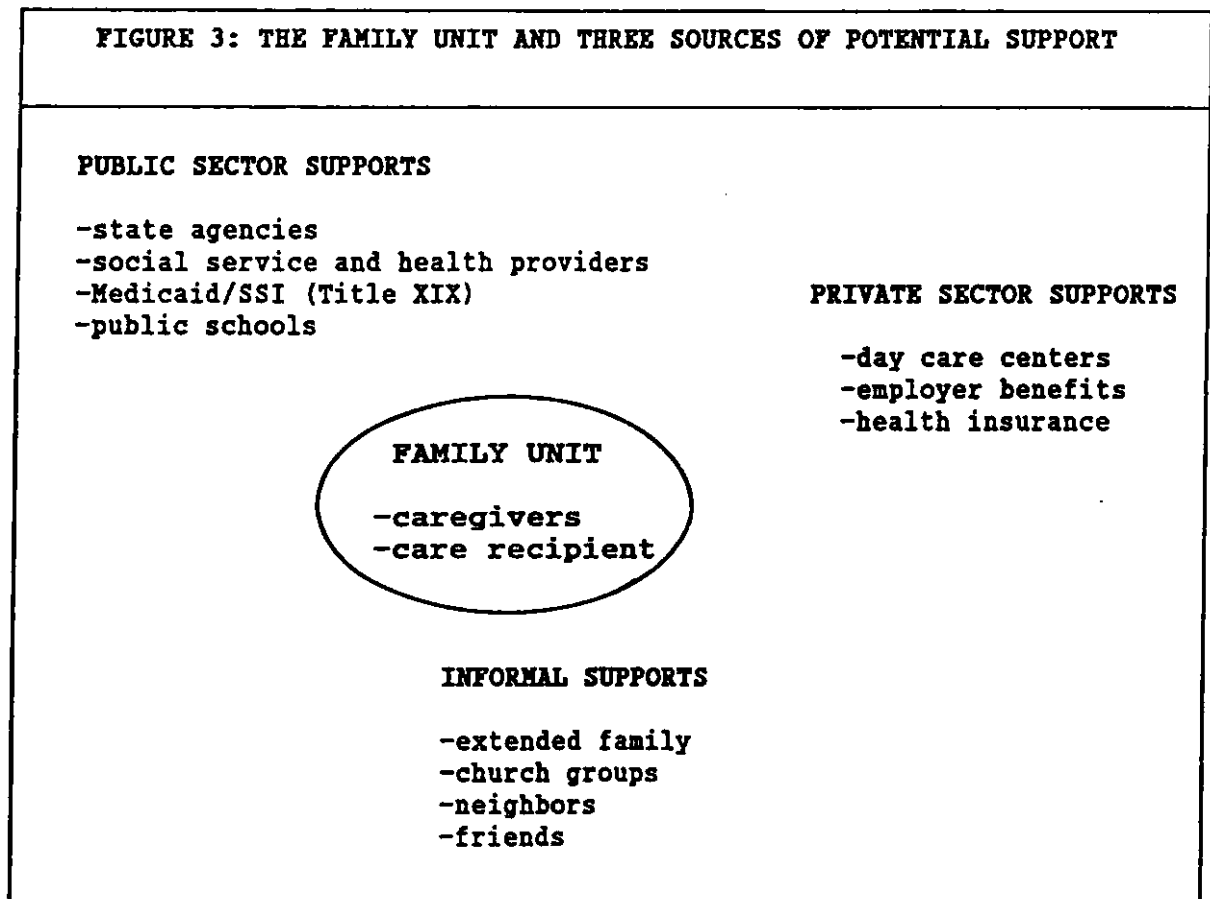 FIGURE 3: THE FAMILY UNIT AND THREE SOURCES OF POTENTIAL SUPPORT
PUBLIC SECTOR SUPPORTS
-state agencies
-social service and health providers
-Medicaid/SSI (Title XIX)
-public schools
PRIVATE SECTOR SUPPORTS
-day care centers
-employer benefits
-health insurance
FAMILY UNIT
-caregivers
-care recipient
INFORMAL SUPPORTS
-extended family
-church groups
-neighbors
-friends